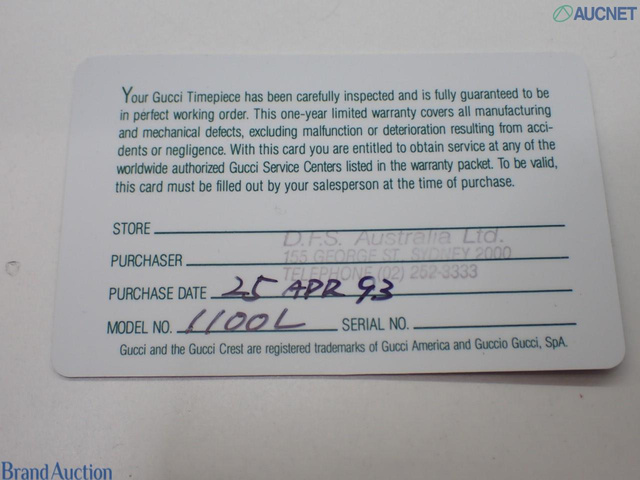 AUCNET
Your Gucci Timepiece has been carefully inspected and is fully guaranteed to be
in perfect working order. This one-year limited warranty covers all manufacturing
and mechanical defects, excluding malfunction or deterioration resulting from acci-
dents or negligence. With this card you are entitled to obtain service at any of the
worldwide authorized Gucci Service Centers listed in the warranty packet. To be valid,
this card must be filled out by your salesperson at the time of purchase.
STORE
D.F.S. Australia Ltd.
155 GEORGE ST. SYDNEY 2000
PURCHASER
TELEPHONE (02) 252-3333
PURCHASE DATE 25 APR 93
MODEL NO. 1100L SERIAL NO.
Gucci and the Gucci Crest are registered trademarks of Gucci America and Guccio Gucci, SpA.
Brand Auction